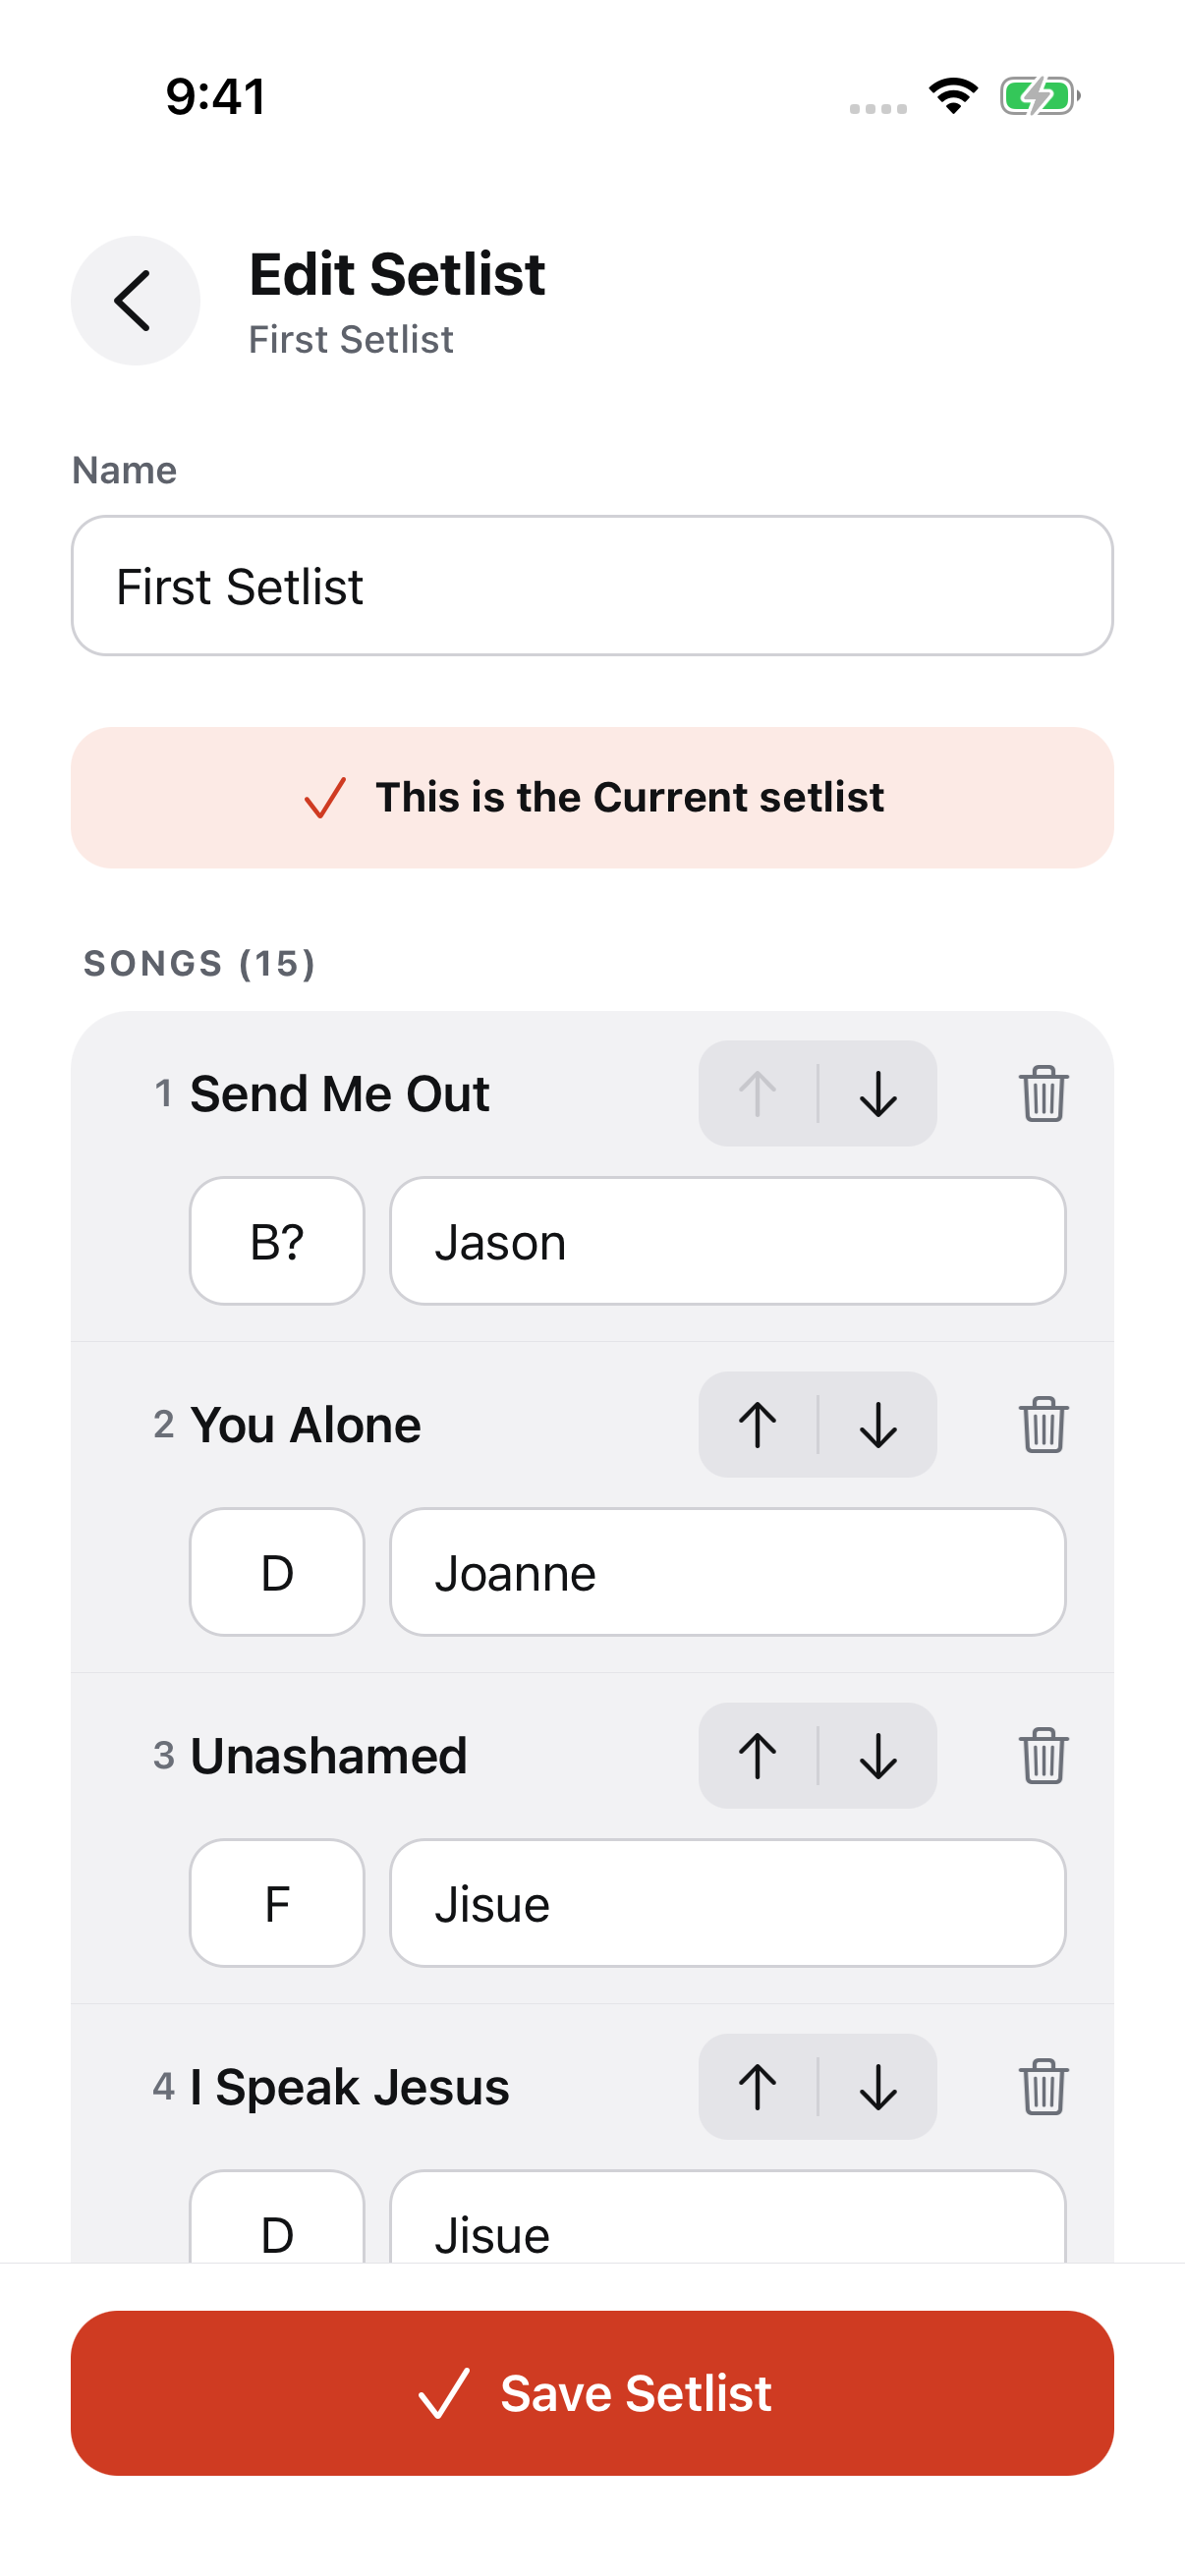 9:41
Edit Setlist
First Setlist
Name
First Setlist
This is the Current setlist
SONGS (15)
1 Send Me Out
B? Jason
2 You Alone
D Joanne
3 Unashamed
F Jisue
4 I Speak Jesus
D Jisue
Save Setlist